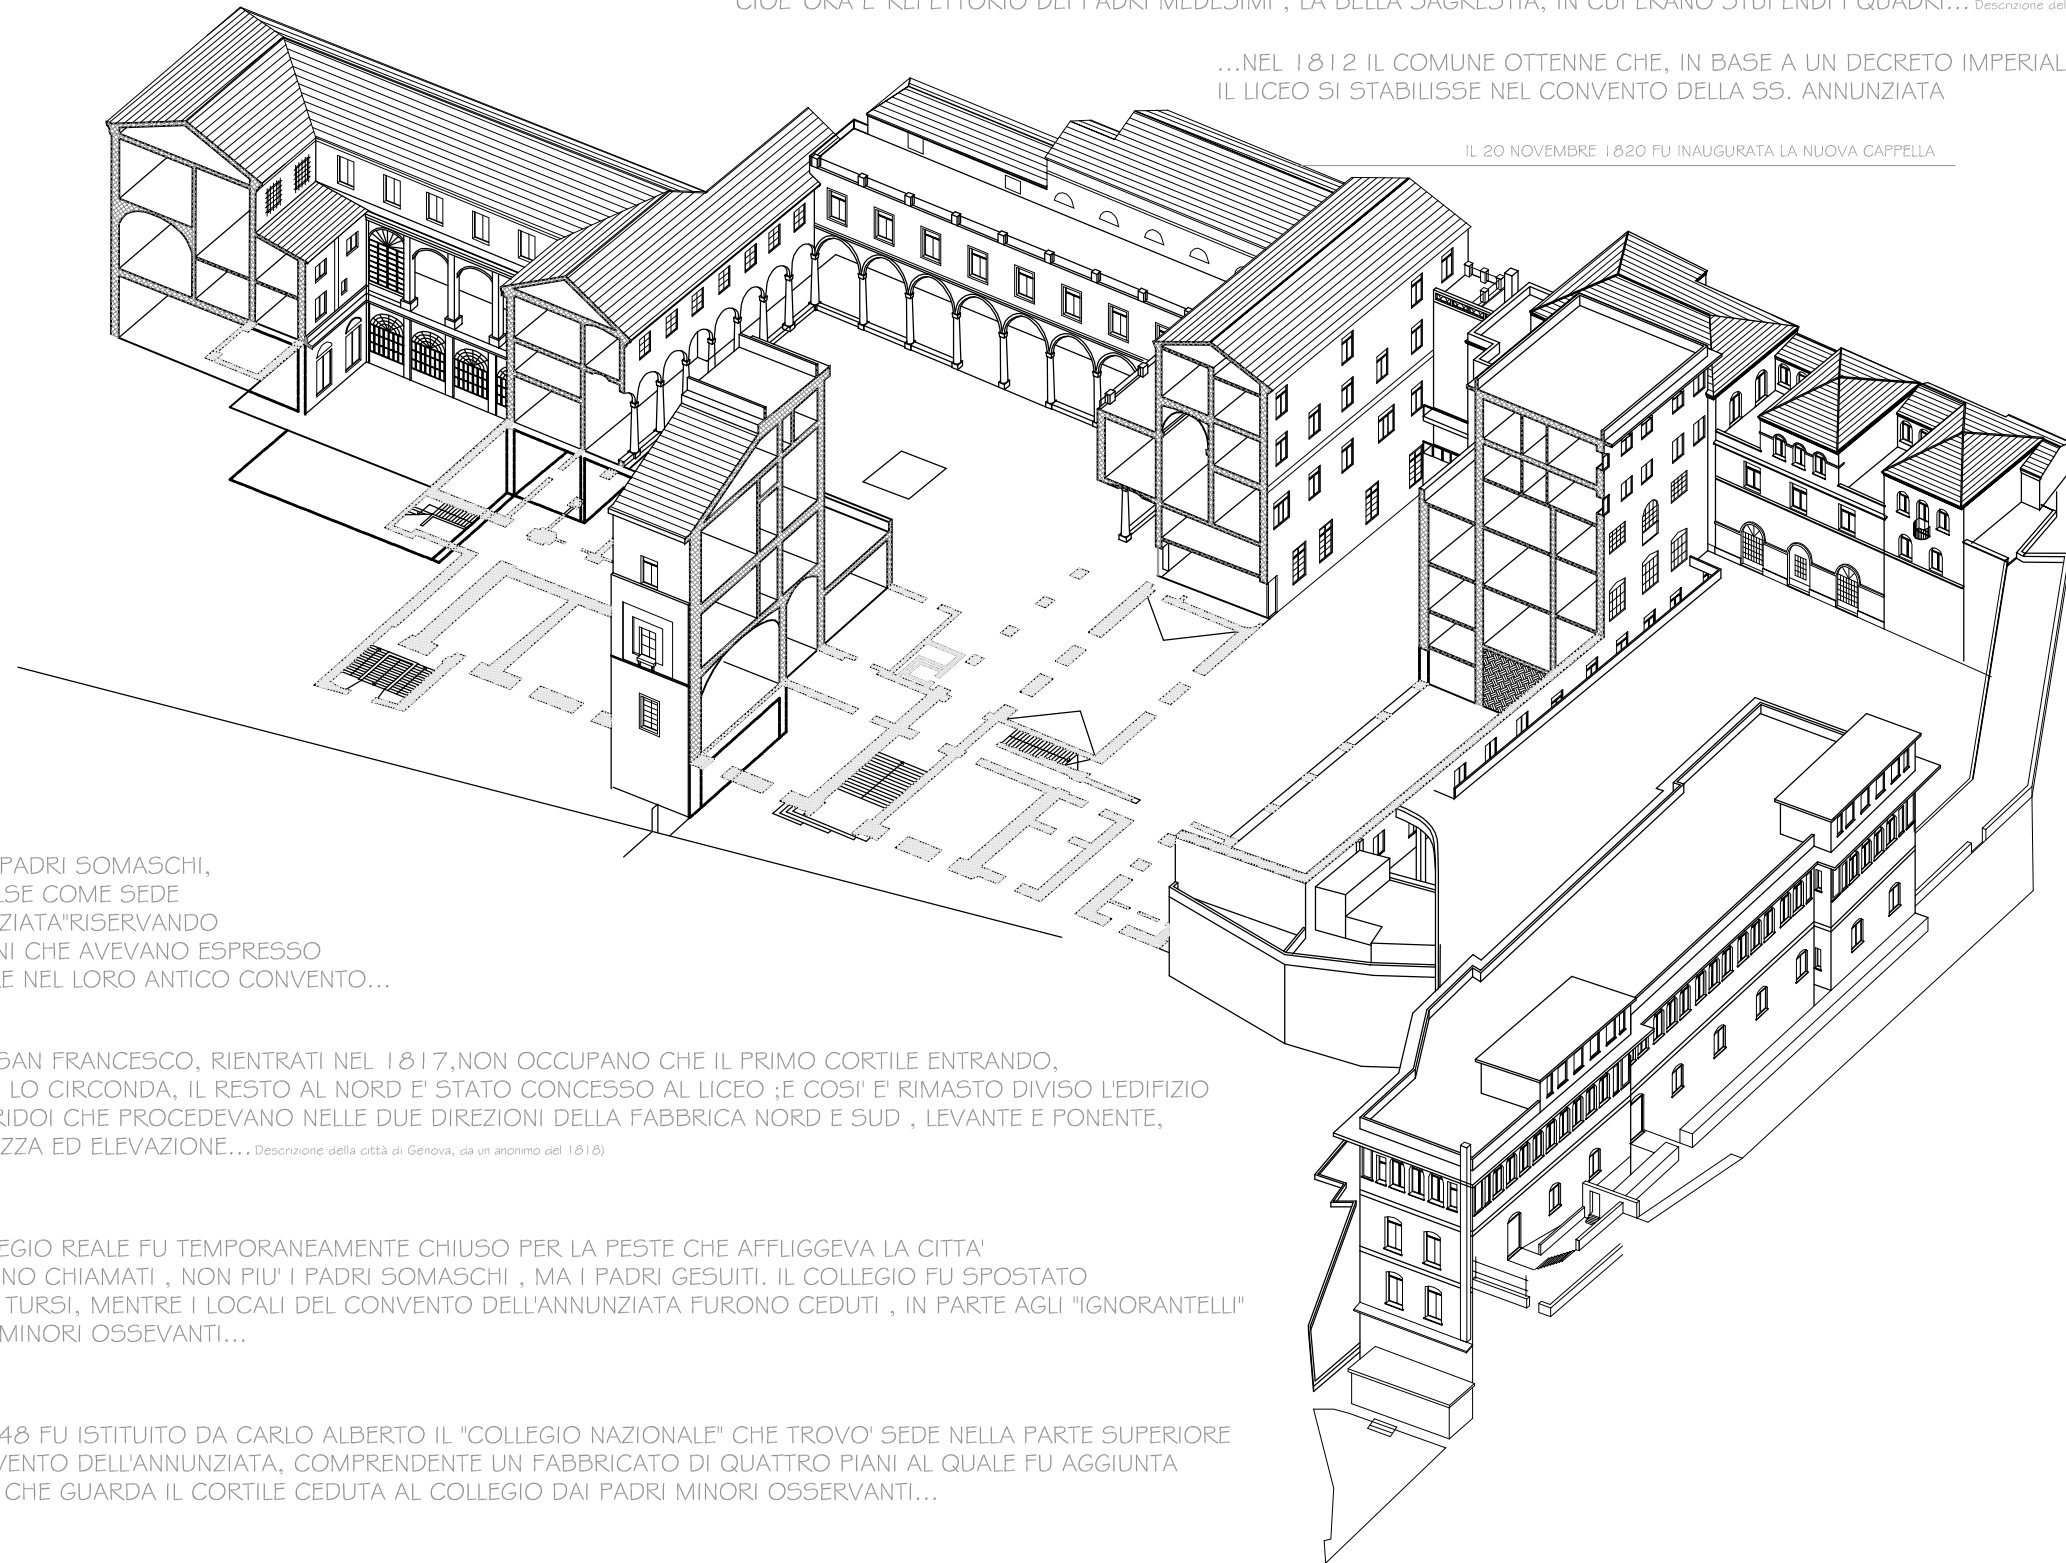 CIOE' ORA E' REFETTORIO DEI PADRI MEDESIMI , LA BELLA SAGRESTIA, IN CUI ERANO STUPENDI I QUADRI... Descrizione del
...NEL 1812 IL COMUNE OTTENNE CHE, IN BASE A UN DECRETO IMPERIAL
IL LICEO SI STABILISSE NEL CONVENTO DELLA SS. ANNUNZIATA
IL 20 NOVEMBRE 1820 FU INAUGURATA LA NUOVA CAPPELLA
PADRI SOMASCHI,
LSE COME SEDE
ZIATA"RISERVANDO
NI CHE AVEVANO ESPRESSO
E NEL LORO ANTICO CONVENTO...
SAN FRANCESCO, RIENTRATI NEL 1817,NON OCCUPANO CHE IL PRIMO CORTILE ENTRANDO,
LO CIRCONDA, IL RESTO AL NORD E' STATO CONCESSO AL LICEO ;E COSI' E' RIMASTO DIVISO L'EDIFIZIO
RIDOI CHE PROCEDEVANO NELLE DUE DIREZIONI DELLA FABBRICA NORD E SUD , LEVANTE E PONENTE,
ZZA ED ELEVAZIONE... Descrizione della città di Genova, da un anonimo del 1818)
EGIO REALE FU TEMPORANEAMENTE CHIUSO PER LA PESTE CHE AFFLIGGEVA LA CITTA'
NO CHIAMATI , NON PIU' I PADRI SOMASCHI , MA I PADRI GESUITI. IL COLLEGIO FU SPOSTATO
TURSI, MENTRE I LOCALI DEL CONVENTO DELL'ANNUNZIATA FURONO CEDUTI , IN PARTE AGLI "IGNORANTELLI"
MINORI OSSEVANTI...
48 FU ISTITUITO DA CARLO ALBERTO IL "COLLEGIO NAZIONALE" CHE TROVO' SEDE NELLA PARTE SUPERIORE
VENTO DELL'ANNUNZIATA, COMPRENDENTE UN FABBRICATO DI QUATTRO PIANI AL QUALE FU AGGIUNTA
CHE GUARDA IL CORTILE CEDUTA AL COLLEGIO DAI PADRI MINORI OSSERVANTI...